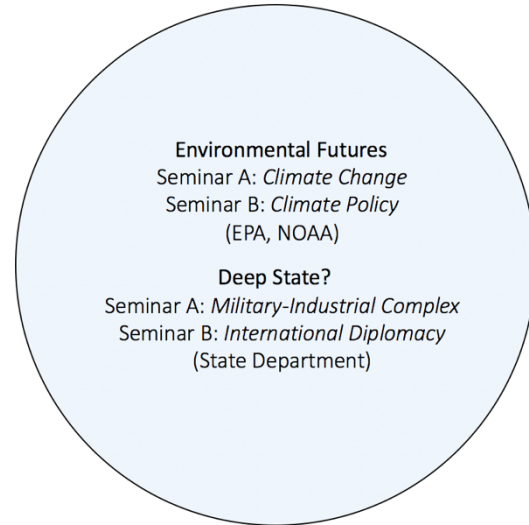 Environmental Futures
Seminar A: Climate Change
Seminar B: Climate Policy
(EPA, NOAA)
Deep State?
Seminar A: Military-Industrial Complex
Seminar B: International Diplomacy
(State Department)